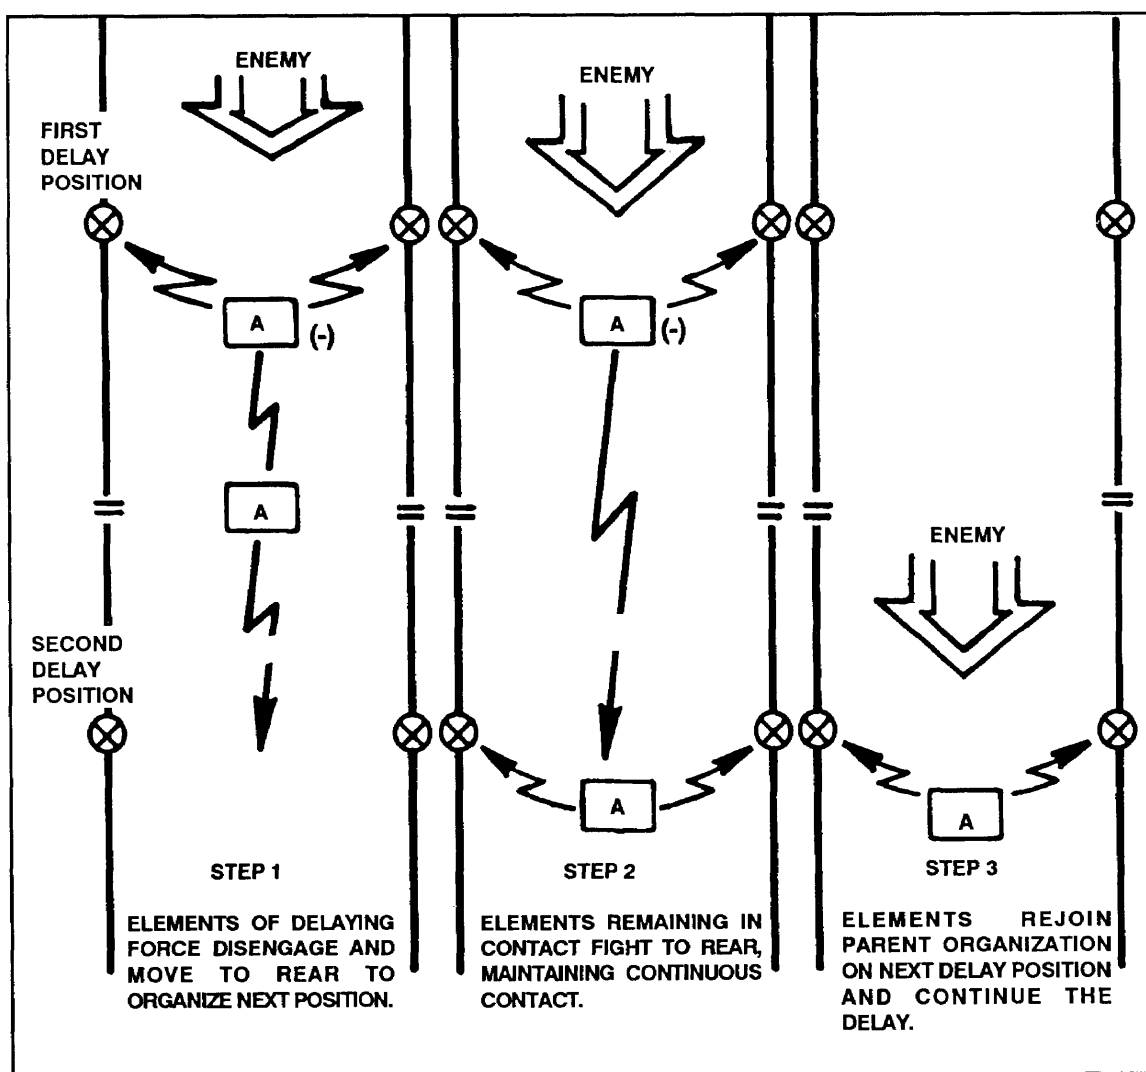 ENEMY
FIRST
DELAY
POSITION
A
(-)
A
SECOND
DELAY
POSITION
STEP 1
ELEMENTS OF DELAYING
FORCE DISENGAGE AND
MOVE TO REAR TO
ORGANIZE NEXT POSITION.
ENEMY
A
(-)
A
STEP 2
ELEMENTS REMAINING IN
CONTACT FIGHT TO REAR,
MAINTAINING CONTINUOUS
CONTACT.
ENEMY
A
STEP 3
ELEMENTS REJOIN
PARENT ORGANIZATION
ON NEXT DELAY POSITION
AND CONTINUE THE
DELAY.